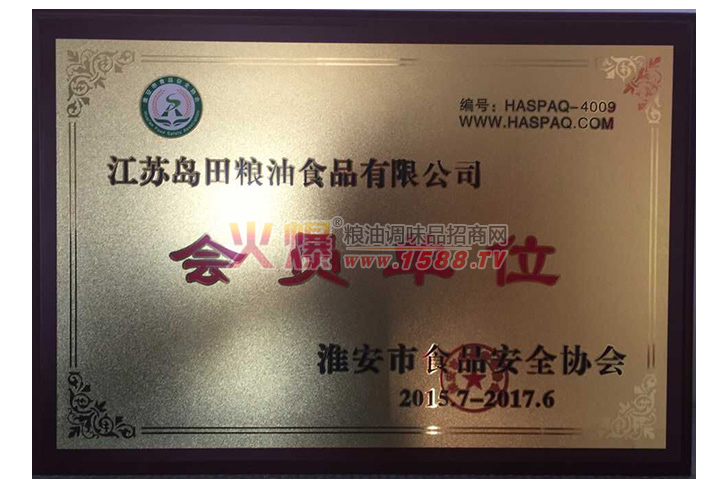 编号：HASPAQ-4009
WWW.HASPAQ.COM
江苏岛田粮油食品有限公司
会员单位
火爆®粮油调味品招商网
www.1588.TV
淮安市食品安全协会
2015.7-2017.6